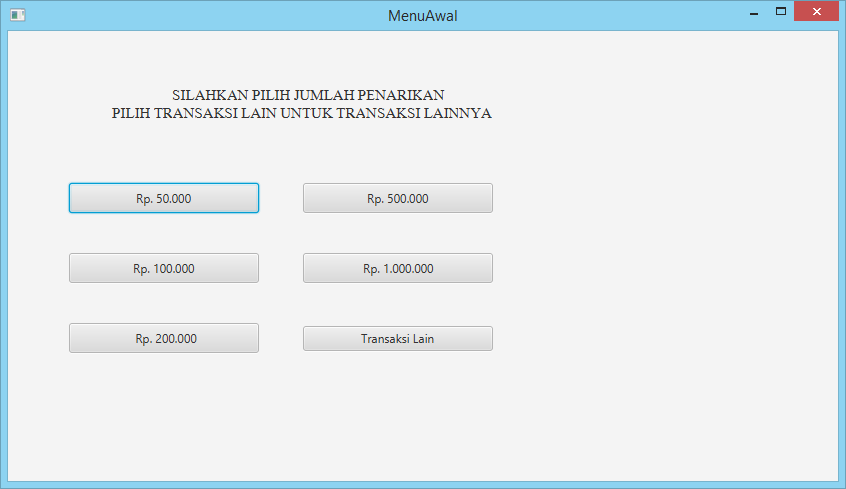 MenuAwal
SILAHKAN PILIH JUMLAH PENARIKAN
PILIH TRANSAKSI LAIN UNTUK TRANSAKSI LAINNYA
Rp. 50.000
Rp. 500.000
Rp. 100.000
Rp. 1.000.000
Rp. 200.000
Transaksi Lain